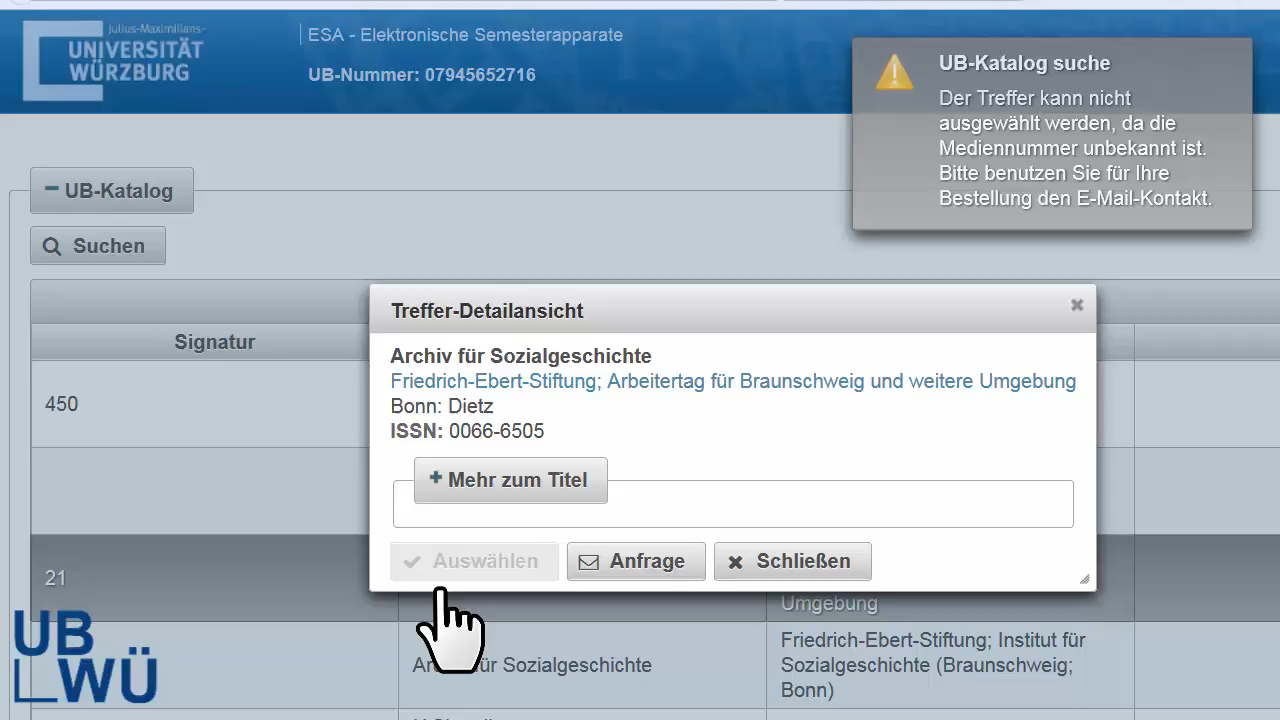 Julius-Maximilians-
UNIVERSITÄT
WÜRZBURG
ESA - Elektronische Semesterapparate
UB-Nummer: 07945652716
UB-Katalog suche
Der Treffer kann nicht
ausgewählt werden, da die
Mediennummer unbekannt ist.
Bitte benutzen Sie für Ihre
Bestellung den E-Mail-Kontakt.
UB-Katalog
Suchen
Signatur
450
21
Treffer-Detailansicht
Archiv für Sozialgeschichte
Friedrich-Ebert-Stiftung; Arbeitertag für Braunschweig und weitere Umgebung
Bonn: Dietz
ISSN: 0066-6505
Mehr zum Titel
Auswählen
Anfrage
Schließen
Umgebung
für Sozialgeschichte
Friedrich-Ebert-Stiftung; Institut für
Sozialgeschichte (Braunschweig;
Bonn)
UB
WÜ